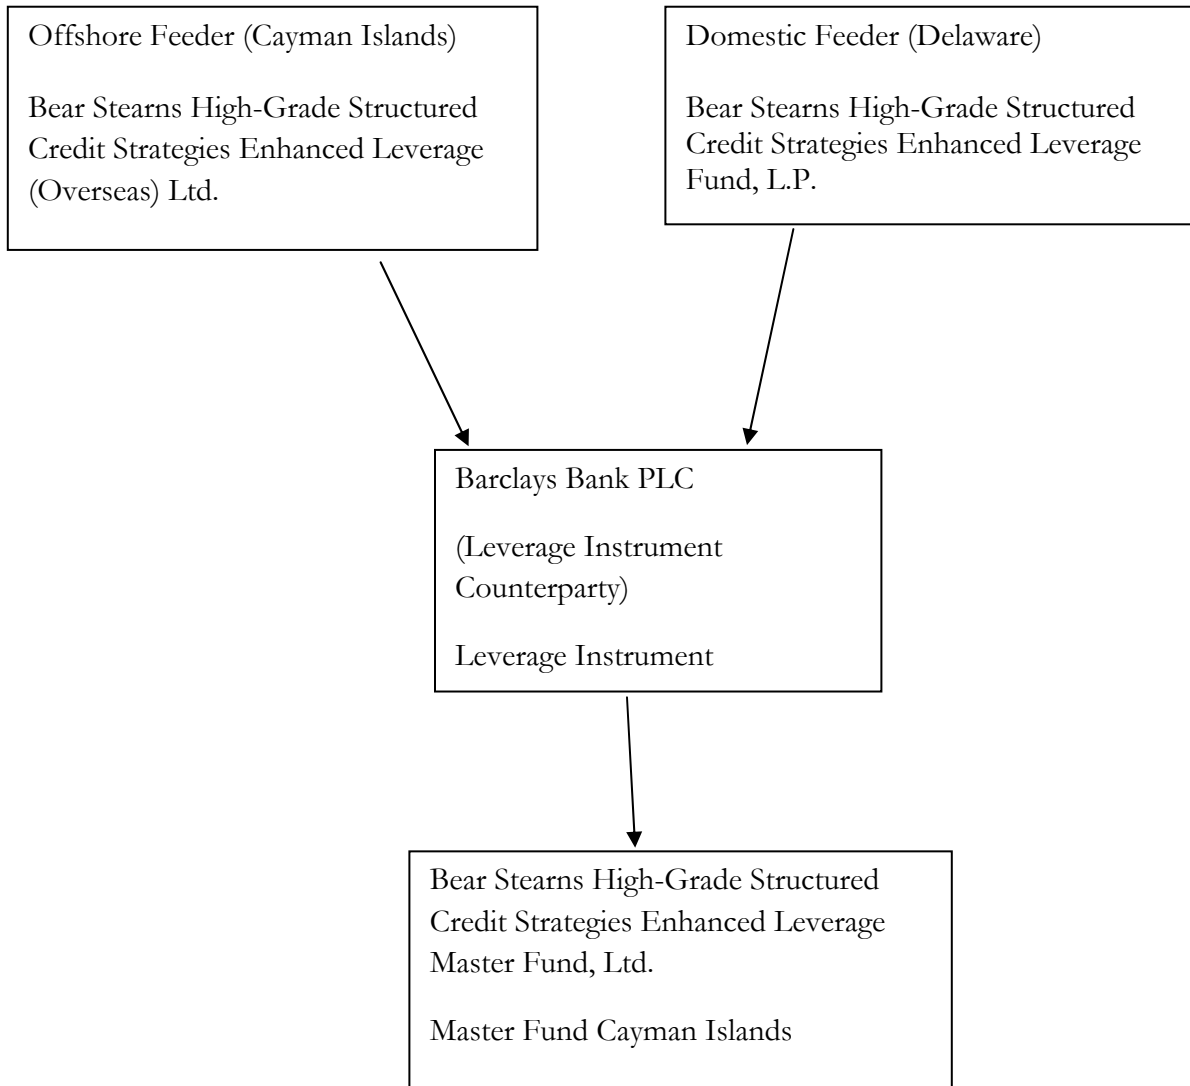 Offshore Feeder (Cayman Islands)
Bear Stearns High-Grade Structured
Credit Strategies Enhanced Leverage
(Overseas) Ltd.
Domestic Feeder (Delaware)
Bear Stearns High-Grade Structured
Credit Strategies Enhanced Leverage
Fund, L.P.
Barclays Bank PLC
(Leverage Instrument
Counterparty)
Leverage Instrument
Bear Stearns High-Grade Structured
Credit Strategies Enhanced Leverage
Master Fund, Ltd.
Master Fund Cayman Islands